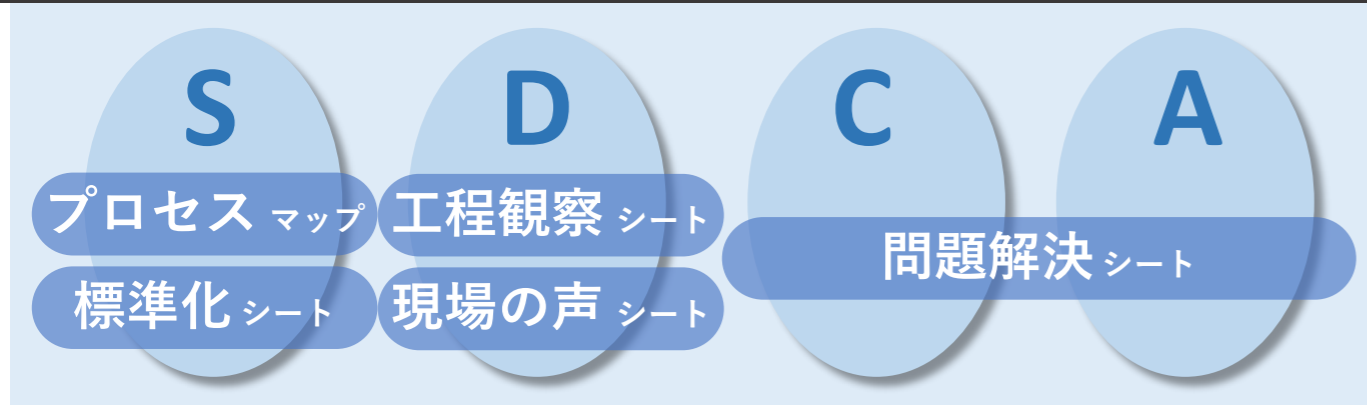 S
D
C
A
プロセス マップ
標準化 シート
工程観察 シート
現場の声 シート
問題解決 シート